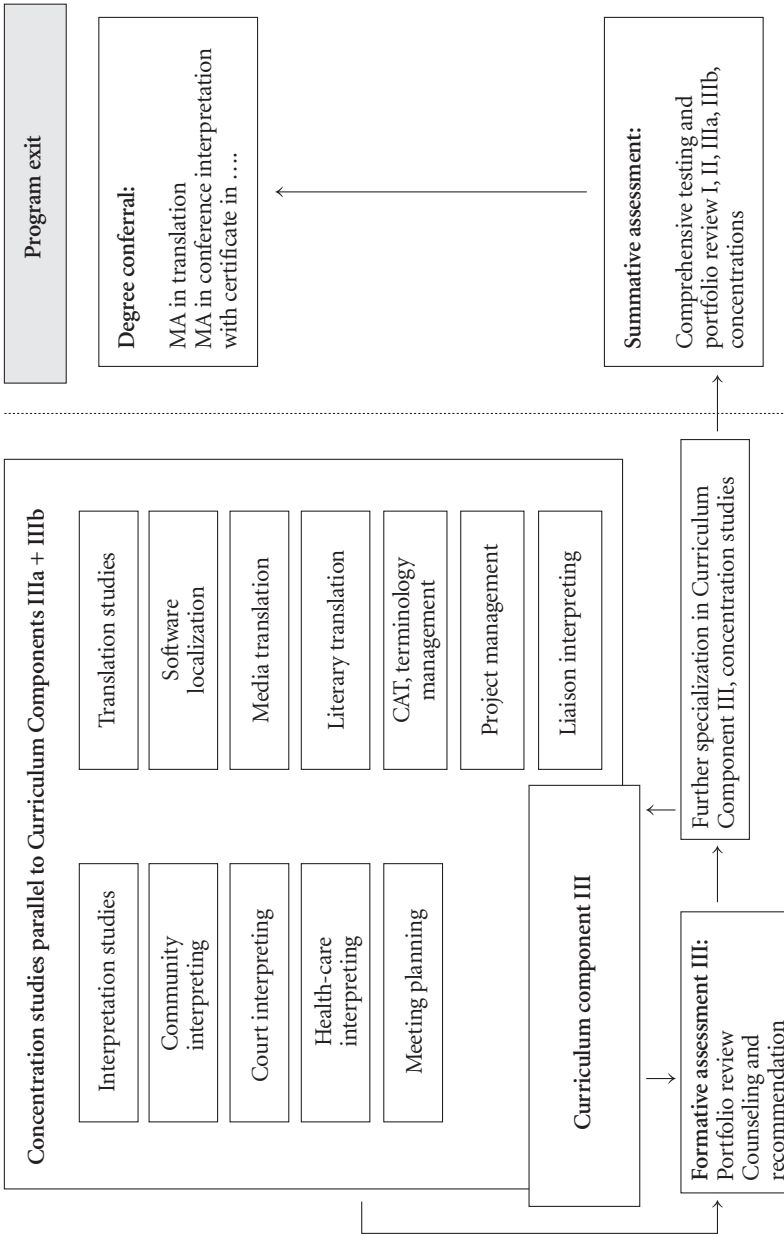 Concentration studies parallel to Curriculum Components IIIa + IIIb
Interpretation studies
Community
interpreting
Court interpreting
Health-care
interpreting
Meeting planning
Translation studies
Software
localization
Media translation
Literary translation
CAT, terminology
management
Project management
Liaison interpreting
Curriculum component III
Formative assessment III:
Portfolio review
Counseling and
recommendation
Further specialization in Curriculum
Component III, concentration studies
Program exit
Degree conferral:
MA in translation
MA in conference interpretation
with certificate in ….
Summative assessment:
Comprehensive testing and
portfolio review I, II, IIIa, IIIb,
concentrations